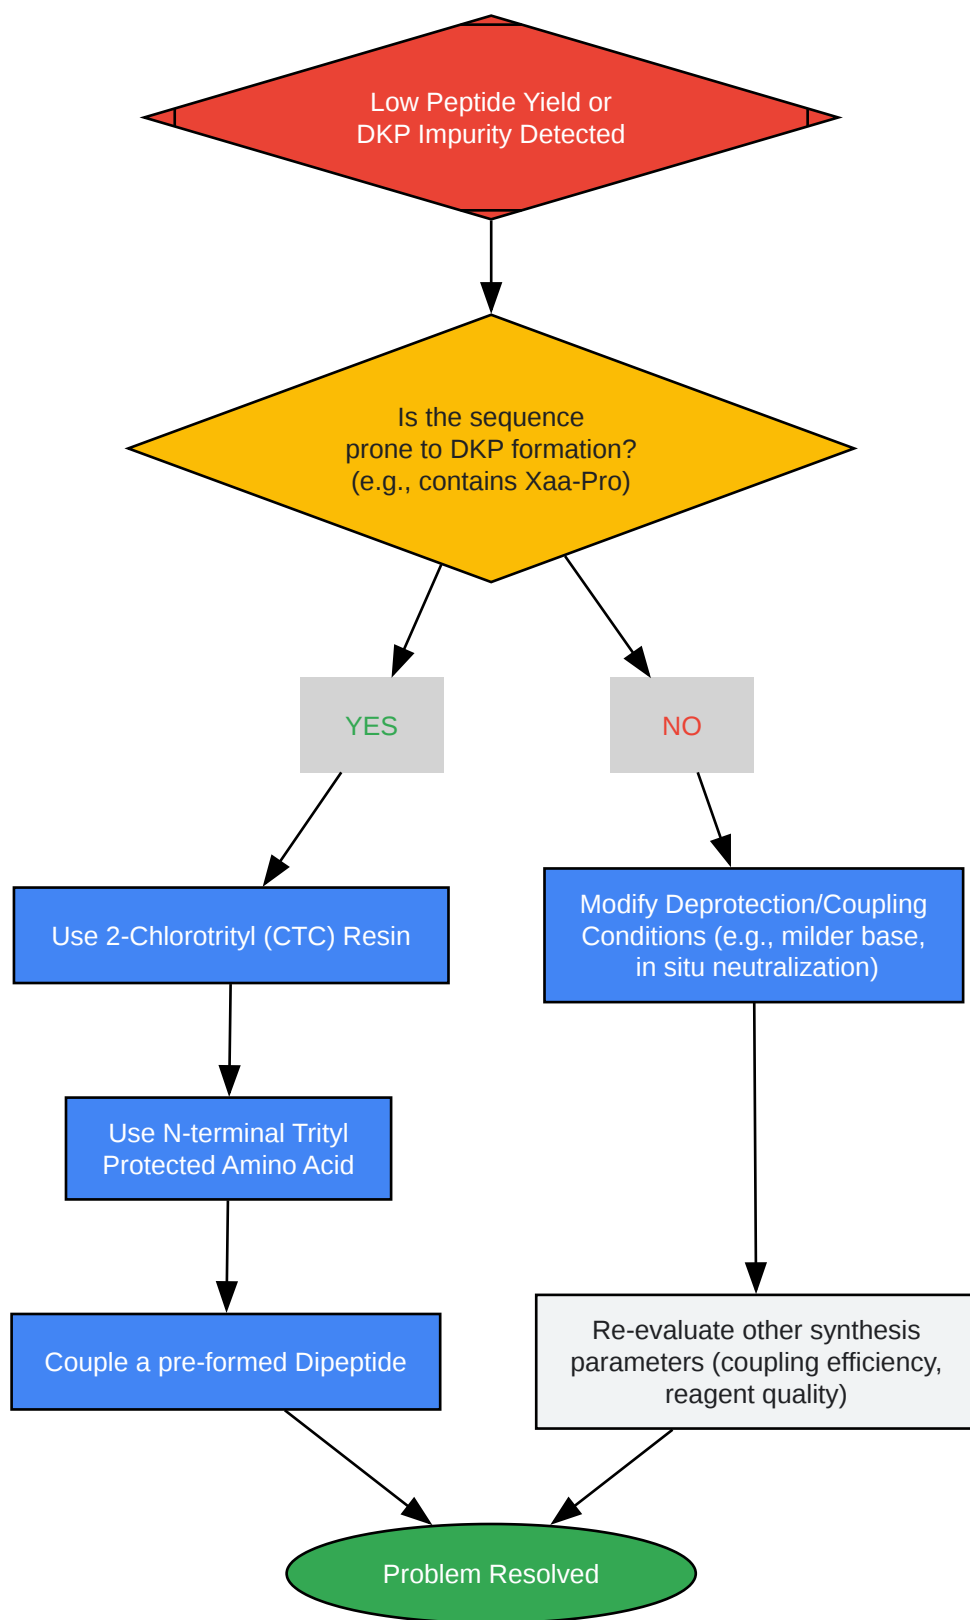 Low Peptide Yield or
DKP Impurity Detected
Is the sequence
prone to DKP formation?
(e.g., contains Xaa-Pro)
YES
NO
Use 2-Chlorotrityl (CTC) Resin
Modify Deprotection/Coupling
Conditions (e.g., milder base,
in situ neutralization)
Use N-terminal Trityl
Protected Amino Acid
Couple a pre-formed Dipeptide
Re-evaluate other synthesis
parameters (coupling efficiency,
reagent quality)
Problem Resolved